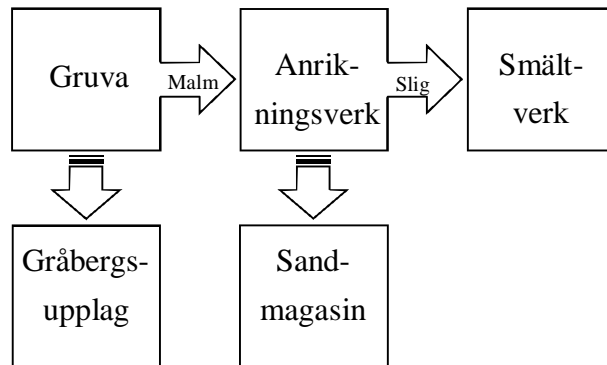 Gruva
Malm
Anrik-
ningsverk
Slig
Smält-
verk
Gråbergs-
upplag
Sand-
magasin